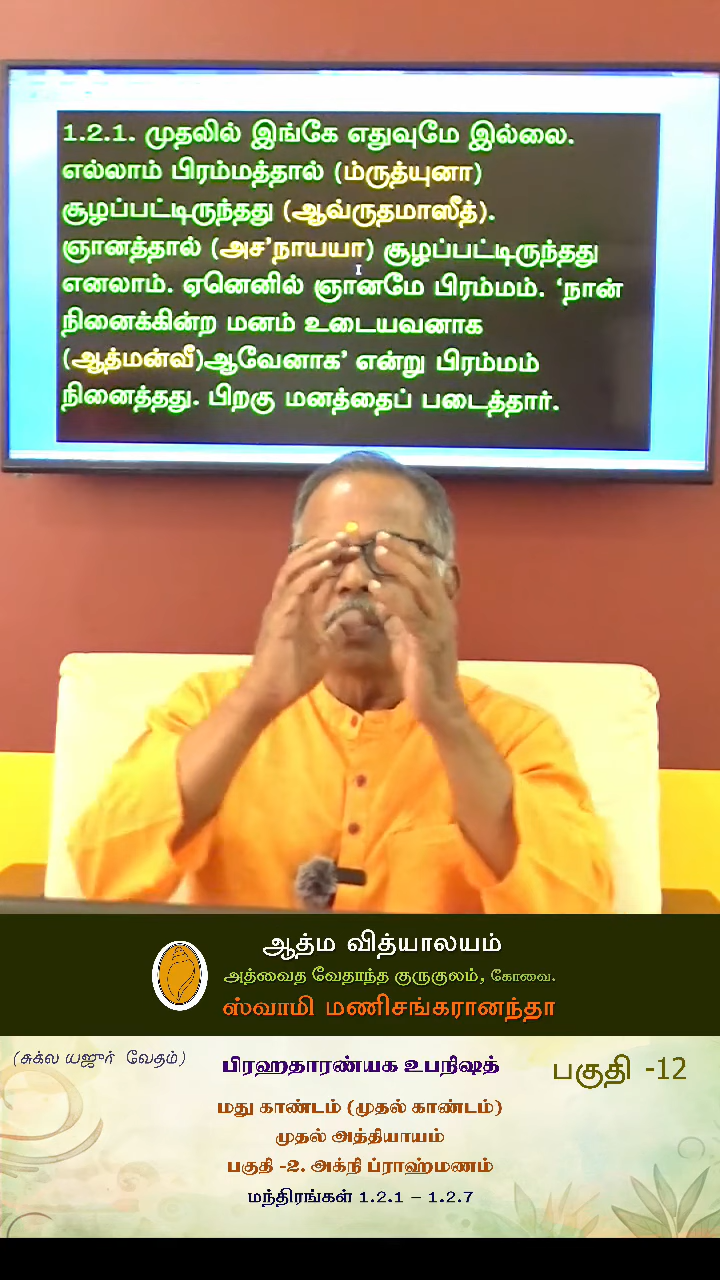 1.2.1. முதலில் இங்கே எதுவுமே இல்லை.
எல்லாம் பிரம்மத்தால் (ம்ருத்யுனா)
சூழப்பட்டிருந்தது (ஆவ்ருதமாஸீத்).
ஞானத்தால் (அச'நாயயா) சூழப்பட்டிருந்தது
எனலாம். ஏனெனில் ஞானமே பிரம்மம். 'நான்
நினைக்கின்ற மனம் உடையவனாக
(ஆத்மன்வீ)ஆவேனாக' என்று பிரம்மம்
நினைத்தது. பிறகு மனத்தைப் படைத்தார்.
ஆத்ம வித்யாலயம்
அத்வைத வேதாந்த குருகுலம், கோவை.
ஸ்வாமி மணிசங்கரானந்தா
(சுக்ல யஜுர் வேதம்)
பிரஹதாரண்யக உபநிஷத்
பகுதி -12
மது காண்டம் (முதல் காண்டம்)
முதல் அத்தியாயம்
பகுதி -2. அக்நி ப்ராஹ்மணம்
மந்திரங்கள் 1.2.1 – 1.2.7